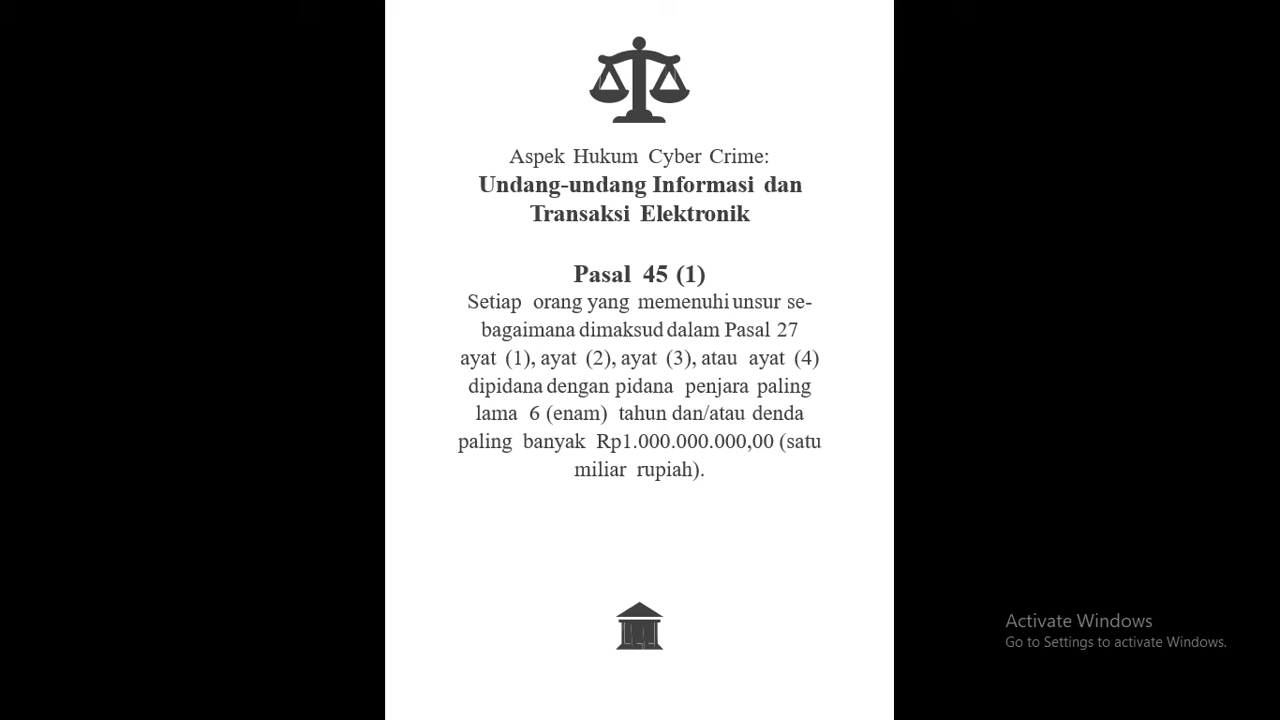 Aspek Hukum Cyber Crime:
Undang-undang Informasi dan
Transaksi Elektronik
Pasal 45 (1)
Setiap orang yang memenuhi unsur se-
bagaimana dimaksud dalam Pasal 27
ayat (1), ayat (2), ayat (3), atau ayat (4)
dipidana dengan pidana penjara paling
lama 6 (enam) tahun dan/atau denda
paling banyak Rp1.000.000.000,00 (satu
miliar rupiah).
Activate Windows
Go to Settings to activate Windows.